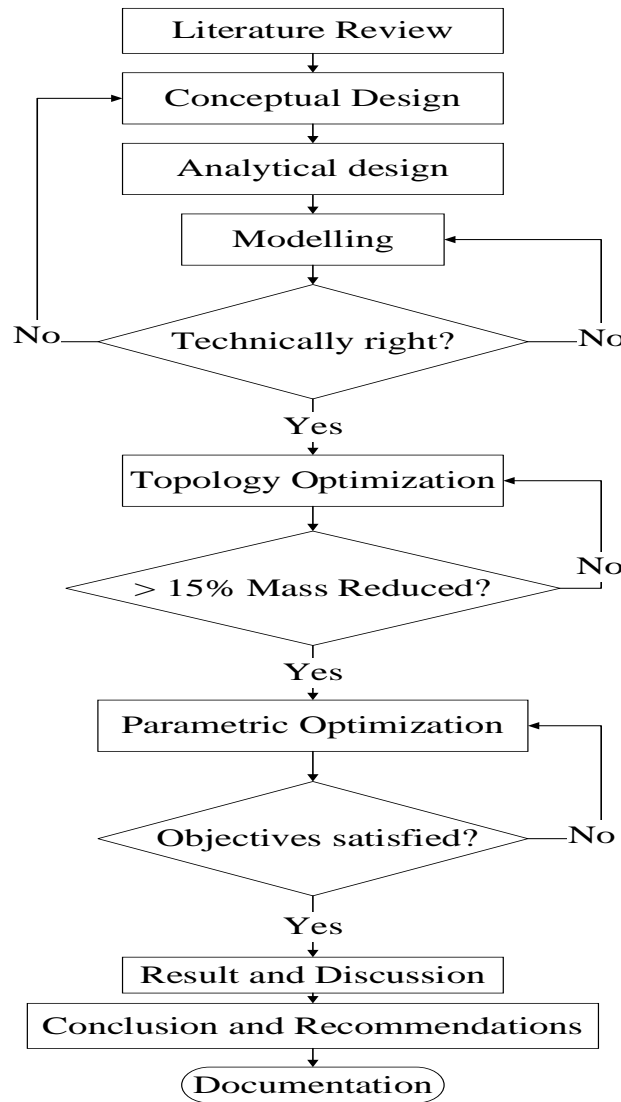 Literature Review
Conceptual Design
Analytical design
Modelling
No
Technically right?
No
Yes
Topology Optimization
No
> 15% Mass Reduced?
Yes
Parametric Optimization
Objectives satisfied?
No
Yes
Result and Discussion
Conclusion and Recommendations
Documentation